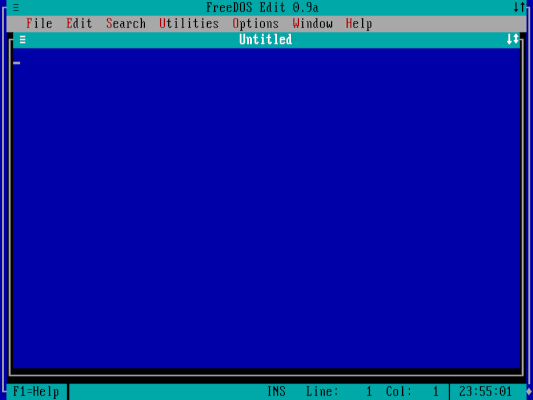 FreeDOS Edit 0.9a
File Edit Search Utilities Options Window Help
Untitled
F1=Help INS Line: 1 Col: 1 23:55:01